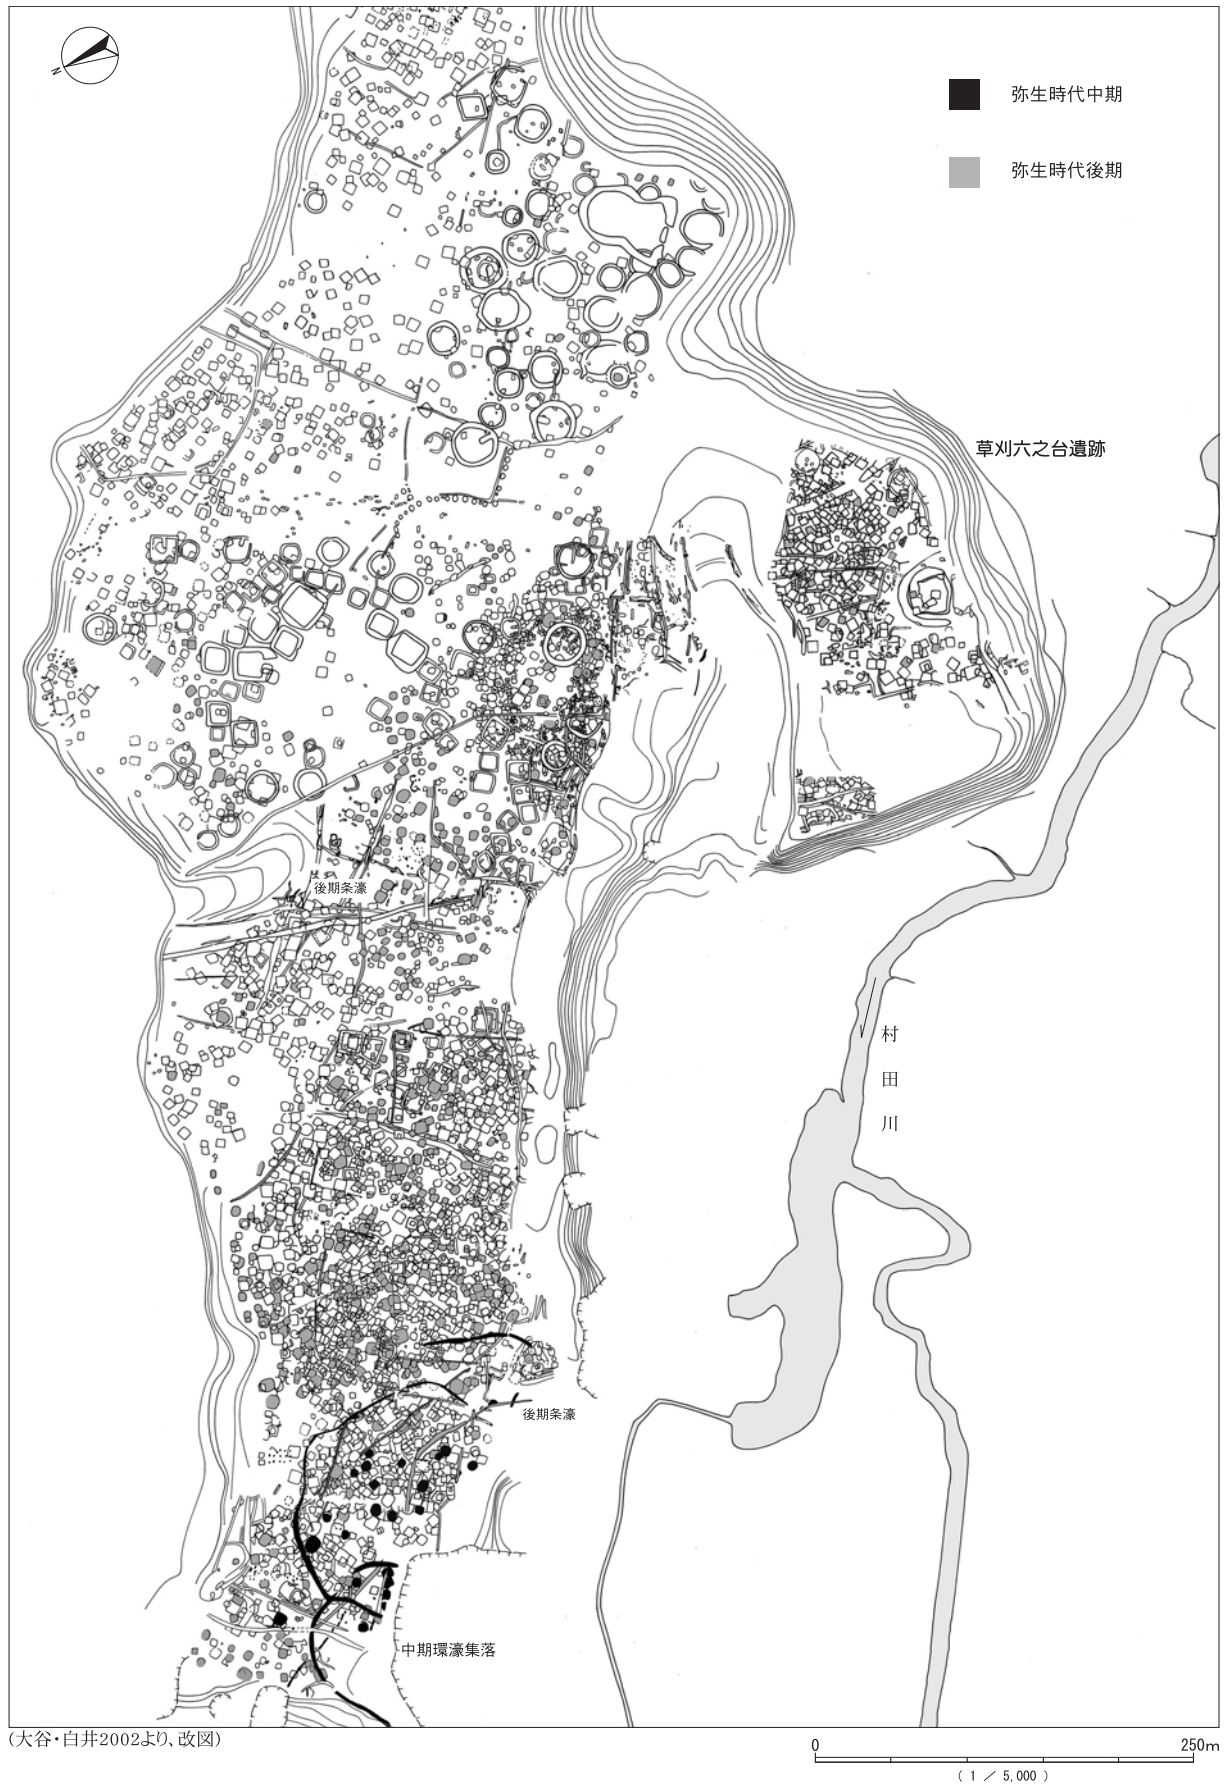 N
弥生時代中期
弥生時代後期
草刈六之台遺跡
後期条濠
村田川
後期条濠
中期環濠集落
(大谷・白井2002より、改図)
0 250m
( 1 / 5,000 )